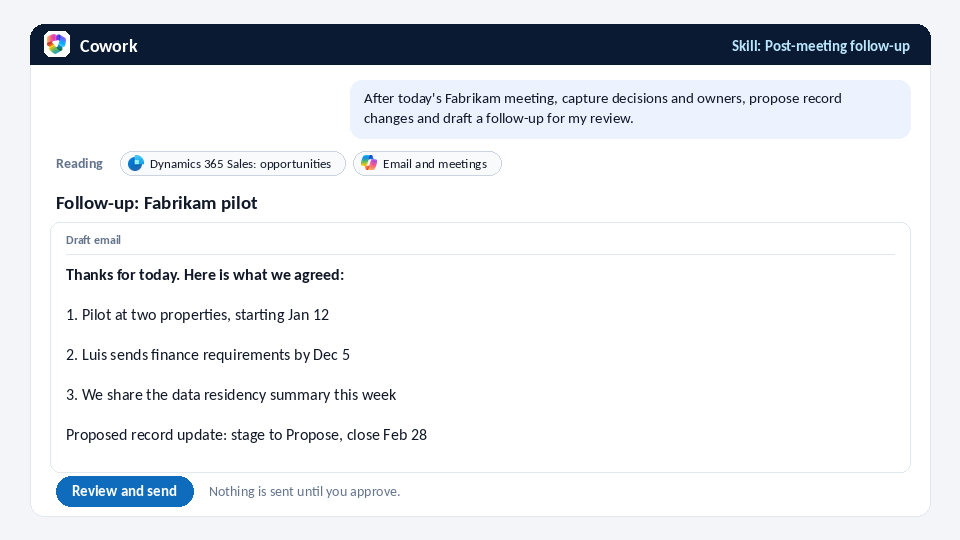 Cowork
Skill: Post-meeting follow-up
After today's Fabrikam meeting, capture decisions and owners, propose record
changes and draft a follow-up for my review.
Reading
Dynamics 365 Sales: opportunities
Email and meetings
Follow-up: Fabrikam pilot
Draft email
Thanks for today. Here is what we agreed:
1. Pilot at two properties, starting Jan 12
2. Luis sends finance requirements by Dec 5
3. We share the data residency summary this week
Proposed record update: stage to Propose, close Feb 28
Review and send
Nothing is sent until you approve.